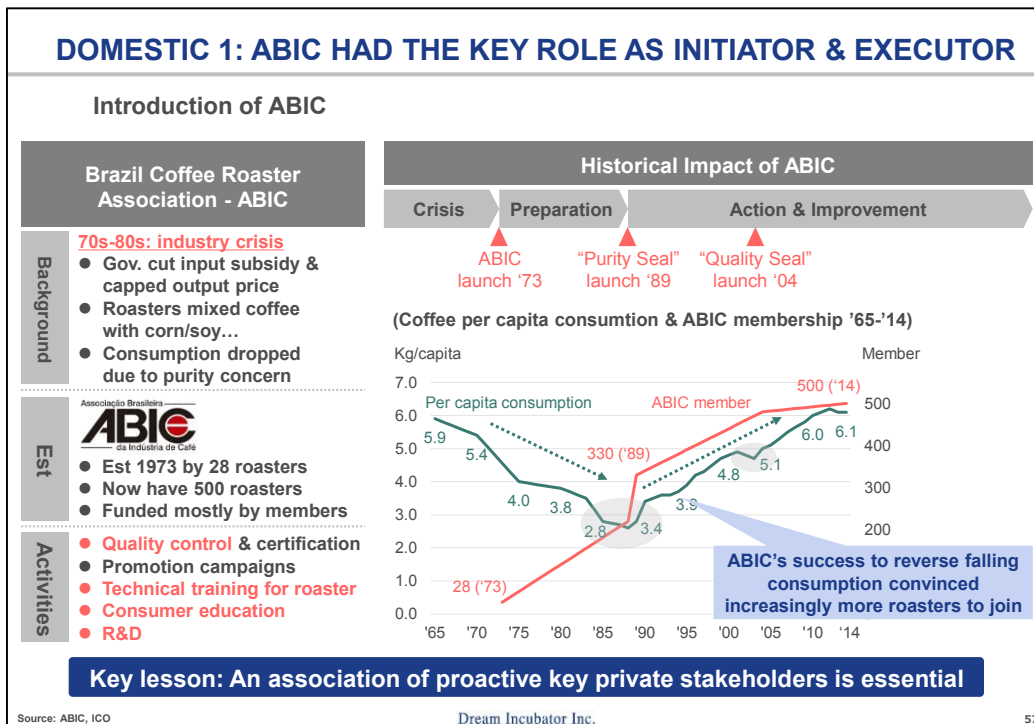 DOMESTIC 1: ABIC HAD THE KEY ROLE AS INITIATOR & EXECUTOR
Introduction of ABIC
Brazil Coffee Roaster
Association - ABIC
Background
70s-80s: industry crisis
● Gov. cut input subsidy &
capped output price
● Roasters mixed coffee
with corn/soy…
● Consumption dropped
due to purity concern
Est
Associação Brasileira
ABIC
da Indústria de Café
● Est 1973 by 28 roasters
● Now have 500 roasters
● Funded mostly by members
Activities
● Quality control & certification
● Promotion campaigns
● Technical training for roaster
● Consumer education
● R&D
Historical Impact of ABIC
Crisis
Preparation
Action & Improvement
ABIC
launch ‘73
“Purity Seal”
launch ‘89
“Quality Seal”
launch ‘04
(Coffee per capita consumtion & ABIC membership ’65-’14)
Kg/capita
Member
7.0
6.0
5.0
4.0
3.0
2.0
1.0
0.0
Per capita consumption
ABIC member
500 (‘14)
330 (‘89)
28 (‘73)
5.9
5.4
4.0
3.8
2.8
3.4
3.9
4.8
5.1
6.0
6.1
500
400
300
200
'65 '70 '75 '80 '85 '90 '95 '00 '05 '10 ‘14
ABIC’s success to reverse falling
consumption convinced
increasingly more roasters to join
Key lesson: An association of proactive key private stakeholders is essential
Source: ABIC, ICO
Dream Incubator Inc.